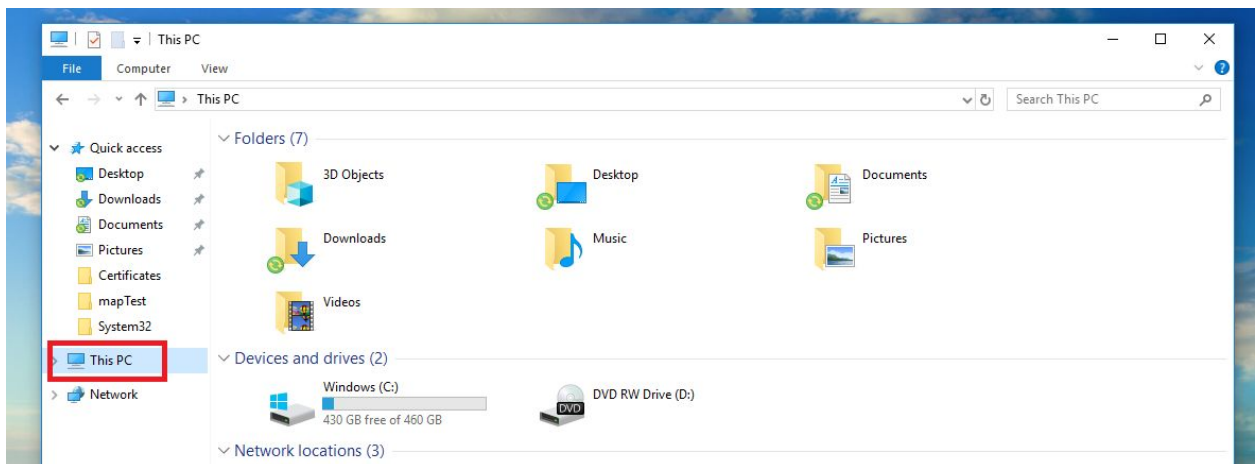 This PC
File Computer View
This PC
Search This PC
Quick access
Desktop
Downloads
Documents
Pictures
Certificates
mapTest
System32
This PC
Network
Folders (7)
3D Objects
Desktop
Documents
Downloads
Music
Pictures
Videos
Devices and drives (2)
Windows (C:)
430 GB free of 460 GB
DVD RW Drive (D:)
DVD
Network locations (3)